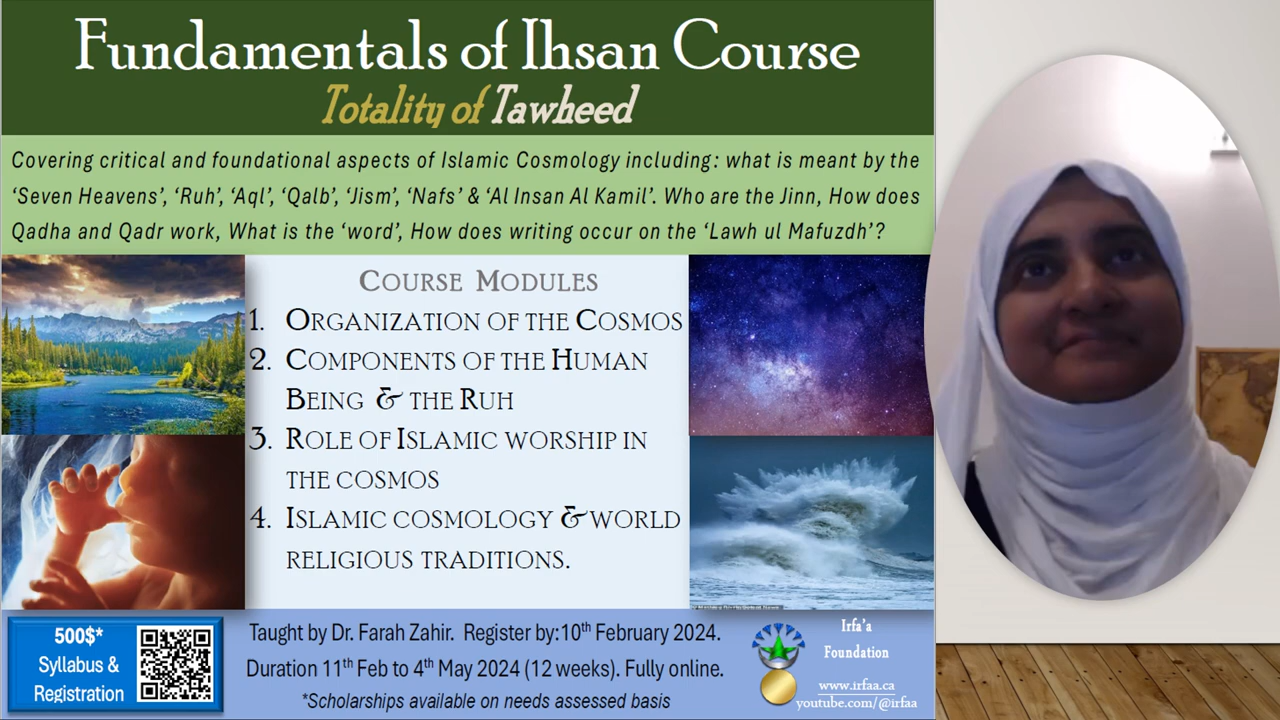 Fundamentals of Ihsan Course
Totality of Tawheed
Covering critical and foundational aspects of Islamic Cosmology including: what is meant by the
‘Seven Heavens’, ‘Ruh’, ‘Aql’, ‘Qalb’, ‘Jism’, ‘Nafs’ & ‘Al Insan Al Kamil’. Who are the Jinn, How does
Qadha and Qadr work, What is the ‘word’, How does writing occur on the ‘Lawh ul Mafuzdh’?
COURSE MODULES
1. ORGANIZATION OF THE COSMOS
2. COMPONENTS OF THE HUMAN
BEING & THE RUH
3. ROLE OF ISLAMIC WORSHIP IN
THE COSMOS
4. ISLAMIC COSMOLOGY & WORLD
RELIGIOUS TRADITIONS.
500$*
Syllabus &
Registration
Taught by Dr. Farah Zahir. Register by:10th February 2024.
Duration 11th Feb to 4th May 2024 (12 weeks). Fully online.
*Scholarships available on needs assessed basis
Irfa’a
Foundation
www.irfaa.ca
youtube.com/@irfaa